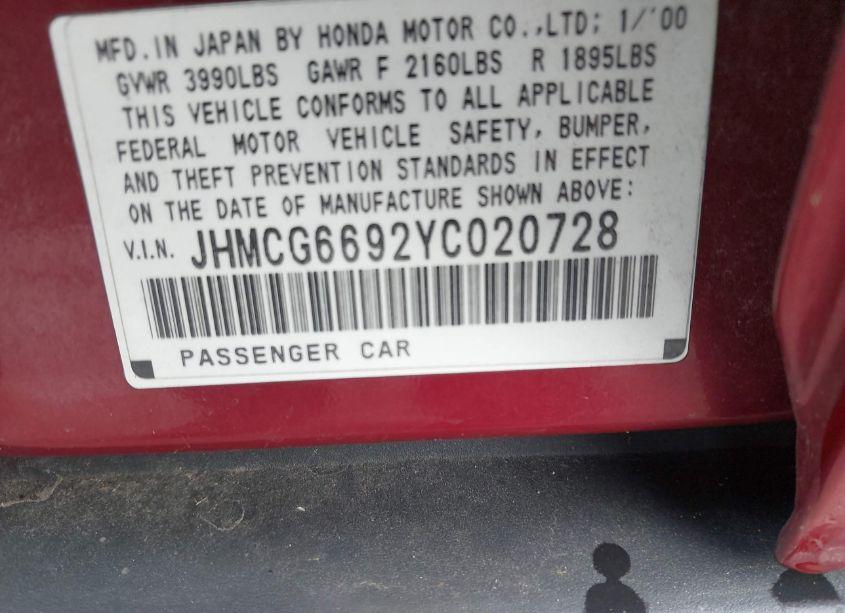 MFD. IN JAPAN BY HONDA MOTOR CO.,LTD; 1/'00
GVWR 3990LBS GAWR F 2160LBS R 1895LBS
THIS VEHICLE CONFORMS TO ALL APPLICABLE
FEDERAL MOTOR VEHICLE SAFETY, BUMPER,
AND THEFT PREVENTION STANDARDS IN EFFECT
ON THE DATE OF MANUFACTURE SHOWN ABOVE:
V.I.N. JHMCG6692YC020728
PASSENGER CAR